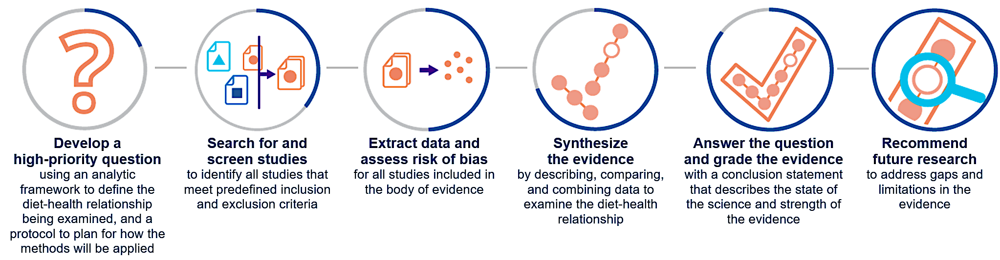 Develop a
high-priority question
using an analytic
framework to define the
diet-health relationship
being examined, and a
protocol to plan for how the
methods will be applied
Search for and
screen studies
to identify all studies that
meet predefined inclusion
and exclusion criteria
Extract data and
assess risk of bias
for all studies included in
the body of evidence
Synthesize
the evidence
by describing, comparing,
and combining data to
examine the diet-health
relationship
Answer the question
and grade the evidence
with a conclusion statement
that describes the state of
the science and strength of
the evidence
Recommend
future research
to address gaps and
limitations in the
evidence